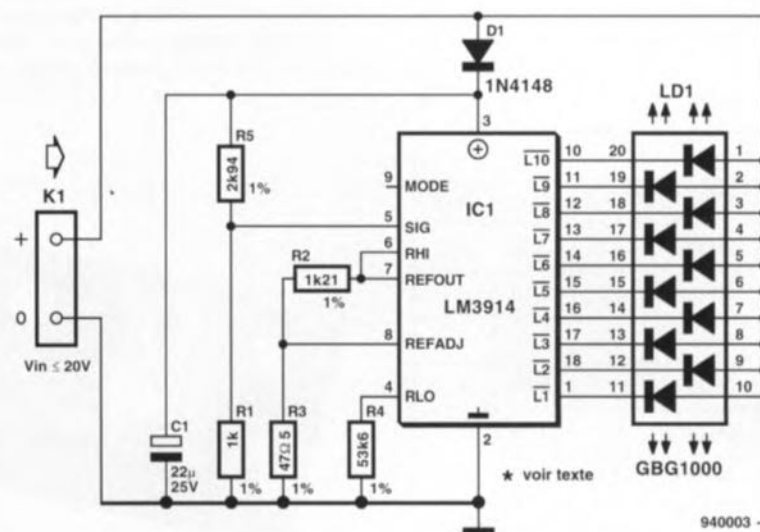 D1
1N4148
LD1
R5
2k94
1%
3
K1
+
0
Vin ≤ 20V
9
MODE
5
SIG
6
RHI
7
REFOUT
8
REFADJ
4
RLO
IC1
LM3914
2
R2
1k21
1%
L10 10 20 1
L9 11 19 2
L8 12 18 3
L7 13 17 4
L6 14 16 5
L5 15 15 6
L4 16 14 7
L3 17 13 8
L2 18 12 9
L1 1 11 10
C1
22µ
25V
R1
1k
1%
R3
47Ω5
1%
R4
53k6
1%
* voir texte
GBG1000
940003 -